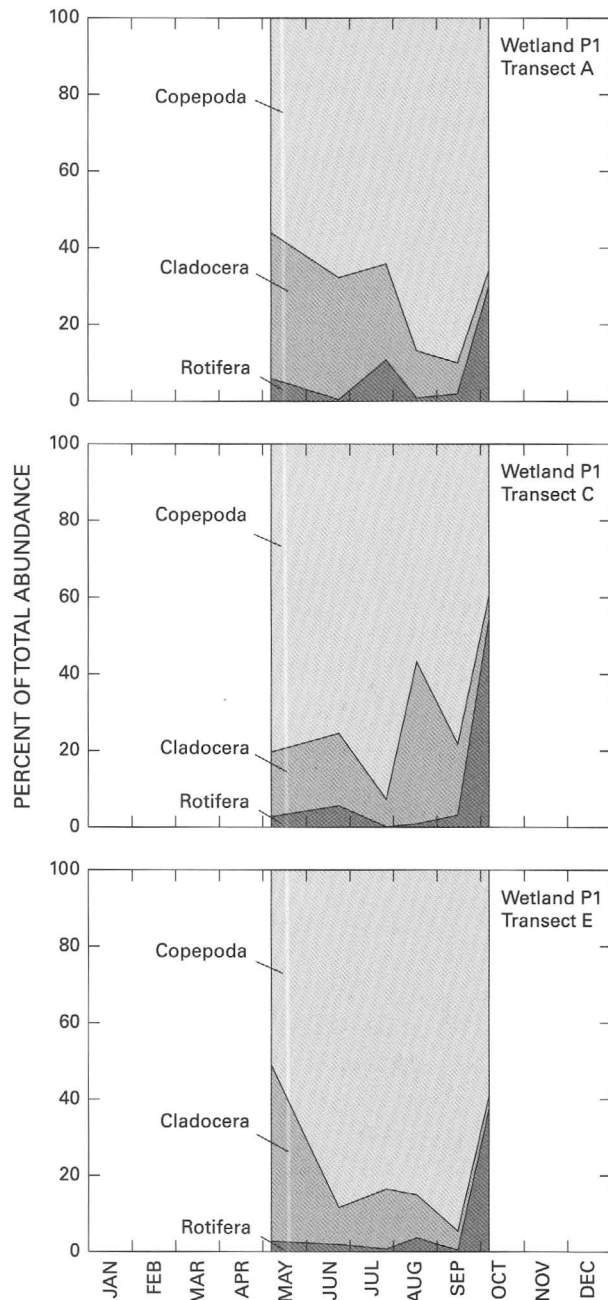 100
80
60
40
20
0
Wetland P1
Transect A
Copepoda
Cladocera
Rotifera
PERCENT OF TOTAL ABUNDANCE
100
80
60
40
20
0
Wetland P1
Transect C
Copepoda
Cladocera
Rotifera
100
80
60
40
20
0
Wetland P1
Transect E
Copepoda
Cladocera
Rotifera
JAN
FEB
MAR
APR
MAY
JUN
JUL
AUG
SEP
OCT
NOV
DEC